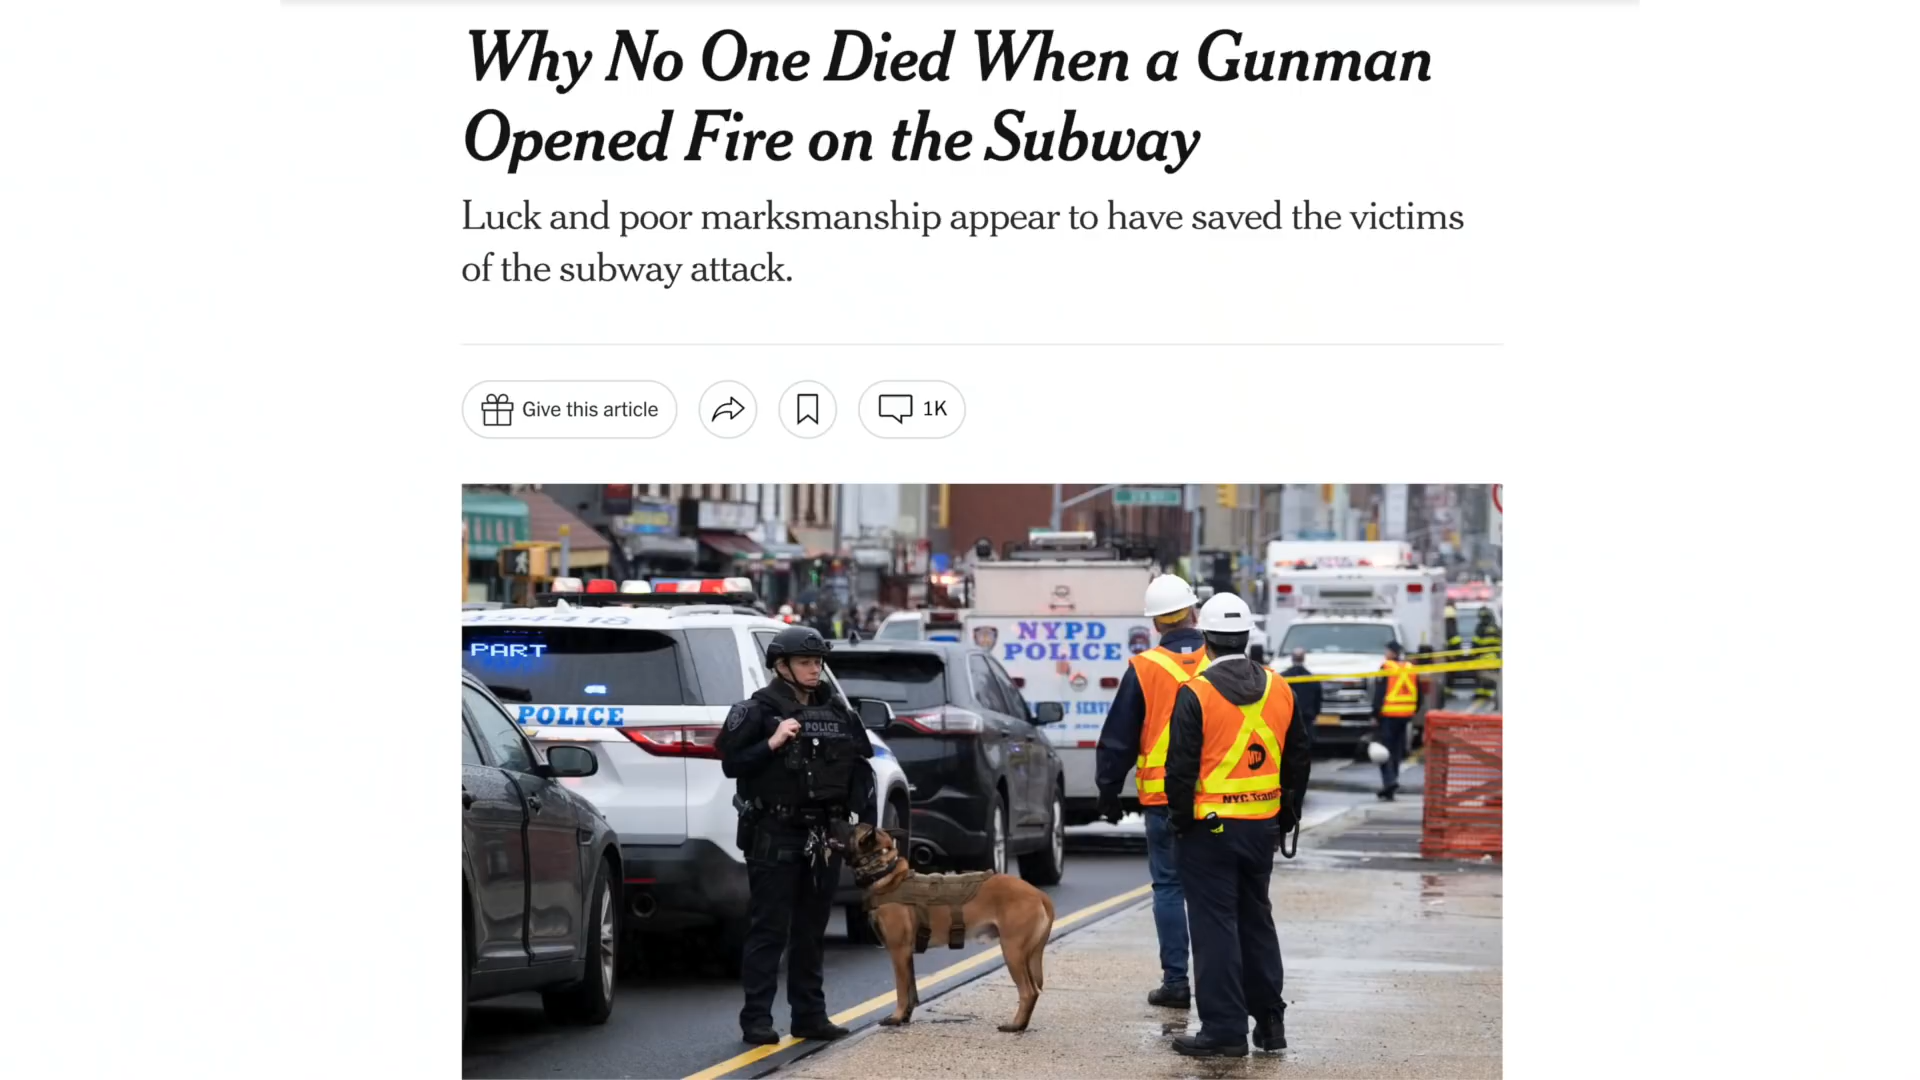 Why No One Died When a Gunman
Opened Fire on the Subway
Luck and poor marksmanship appear to have saved the victims
of the subway attack.
Give this article
1K
PART
POLICE
POLICE
NYPD
POLICE
NYC Transit